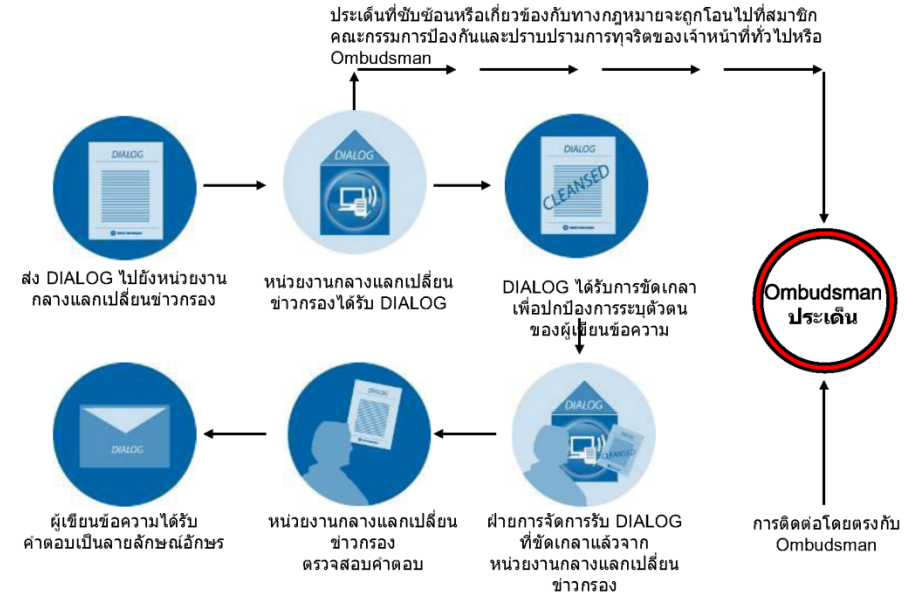 ประเด็นที่ซับซ้อนหรือเกี่ยวข้องกับทางกฎหมายจะถูกโอนไปที่สมาชิก
คณะกรรมการป้องกันและปราบปรามการทุจริตของเจ้าหน้าที่ทั่วไปหรือ
Ombudsman
DIALOG
DIALOG
DIALOG
CLEANSED
ส่ง DIALOG ไปยังหน่วยงาน
กลางแลกเปลี่ยนข่าวกรอง
หน่วยงานกลางแลกเปลี่ยน
ข่าวกรองได้รับ DIALOG
DIALOG ได้รับการขัดเกลา
เพื่อปกป้องการระบุตัวตน
ของผู้เขียนข้อความ
Ombudsman
ประเด็น
DIALOG
DIALOG
DIALOG
CLEANSED
ผู้เขียนข้อความได้รับ
คำตอบเป็นลายลักษณ์อักษร
หน่วยงานกลางแลกเปลี่ยน
ข่าวกรอง
ตรวจสอบคำตอบ
ฝ่ายการจัดการรับ DIALOG
ที่ขัดเกลาแล้วจาก
หน่วยงานกลางแลกเปลี่ยน
ข่าวกรอง
การติดต่อโดยตรงกับ
Ombudsman